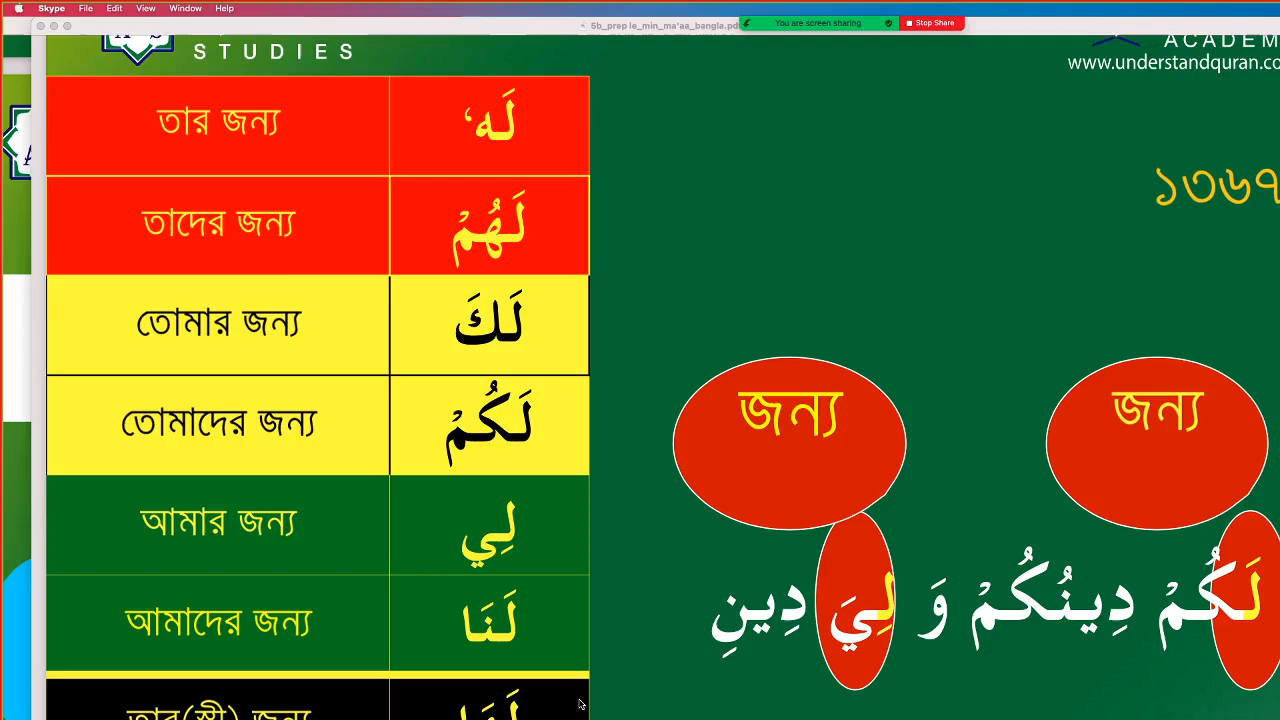 Skype File Edit View Window Help
5b_prep le_min_ma'aa_bangla.pd
You are screen sharing Stop Share
STUDIES
ACADEM
www.understandquran.co
তার জন্য لَه،
তাদের জন্য لَهُمْ
তোমার জন্য لَكَ
তোমাদের জন্য لَكُمْ
আমার জন্য لِي
আমাদের জন্য لَنَا
তার(স্ত্রী) জন্য لَهَا
১৩৬৭
জন্য জন্য
لَكُمْ دِينُكُمْ وَ لِيَ دِينِ